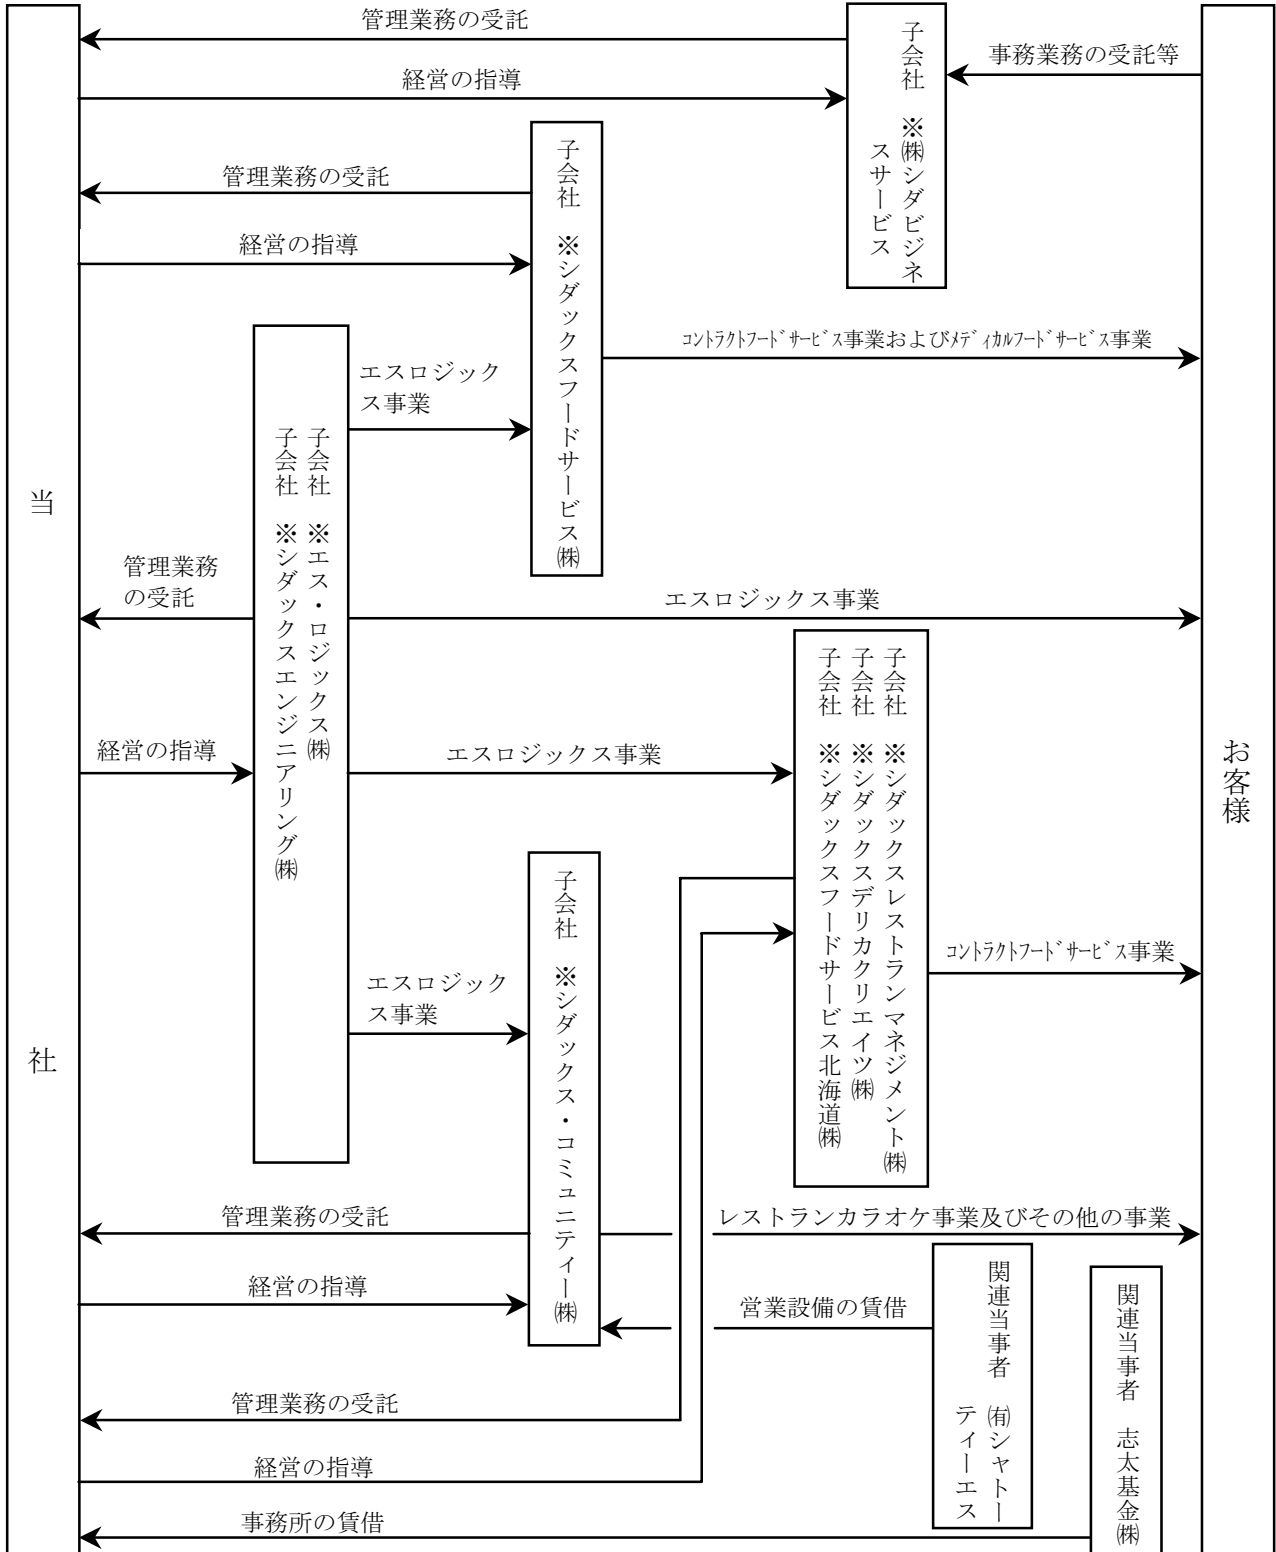 管理業務の受託
経営の指導
子会社 ※㈱シダビジネ
スサービス
事務業務の受託等
管理業務の受託
経営の指導
子会社 ※シダックスフードサービス㈱
コントラクトフードサービス事業およびメディカルフードサービス事業
エスロジック
ス事業
子会社 ※エス・ロジックス㈱
子会社 ※シダックスエンジニアリング㈱
当社
管理業務
の受託
エスロジックス事業
経営の指導
エスロジックス事業
子会社 ※シダックスレストランマネジメント㈱
子会社 ※シダックスデリカクリエイツ㈱
子会社 ※シダックスフードサービス北海道㈱
お客様
子会社 ※シダックス・コミュニティー㈱
エスロジック
ス事業
コントラクトフードサービス事業
管理業務の受託
レストランカラオケ事業及びその他の事業
経営の指導
営業設備の賃借
関連当事者 ㈲シャトー
ティーエス
関連当事者 志太基金㈱
管理業務の受託
経営の指導
事務所の賃借